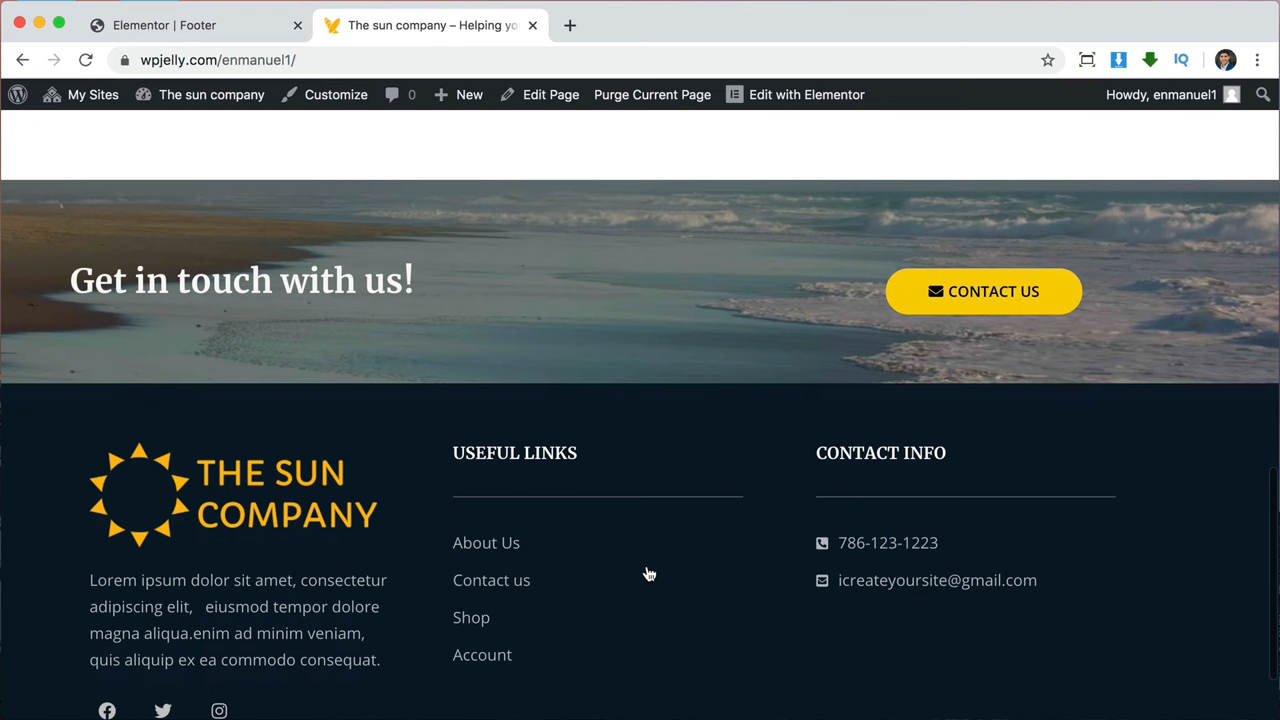 Elementor | Footer
The sun company – Helping yo
wpjelly.com/enmanuel1/
IQ
My Sites
The sun company
Customize
0
New
Edit Page
Purge Current Page
Edit with Elementor
Howdy, enmanuel1
Get in touch with us!
CONTACT US
THE SUN
COMPANY
Lorem ipsum dolor sit amet, consectetur
adipiscing elit, eiusmod tempor dolore
magna aliqua.enim ad minim veniam,
quis aliquip ex ea commodo consequat.
USEFUL LINKS
About Us
Contact us
Shop
Account
CONTACT INFO
786-123-1223
icreateyoursite@gmail.com